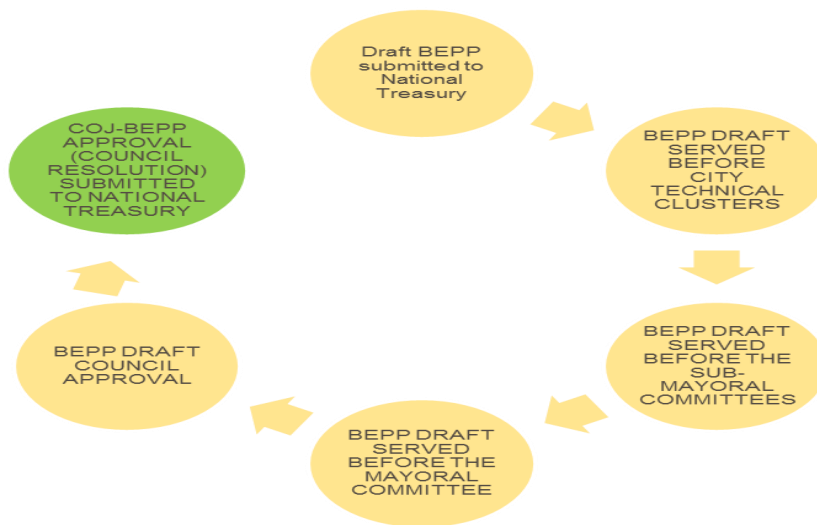 Draft BEPP
submitted to
National
Treasury
BEPP DRAFT
SERVED
BEFORE
CITY
TECHNICAL
CLUSTERS
BEPP DRAFT
SERVED
BEFORE THE
SUB-
MAYORAL
COMMITTEES
BEPP DRAFT
SERVED
BEFORE THE
MAYORAL
COMMITTEE
BEPP DRAFT
COUNCIL
APPROVAL
COJ-BEPP
APPROVAL
(COUNCIL
RESOLUTION)
SUBMITTED
TO NATIONAL
TREASURY